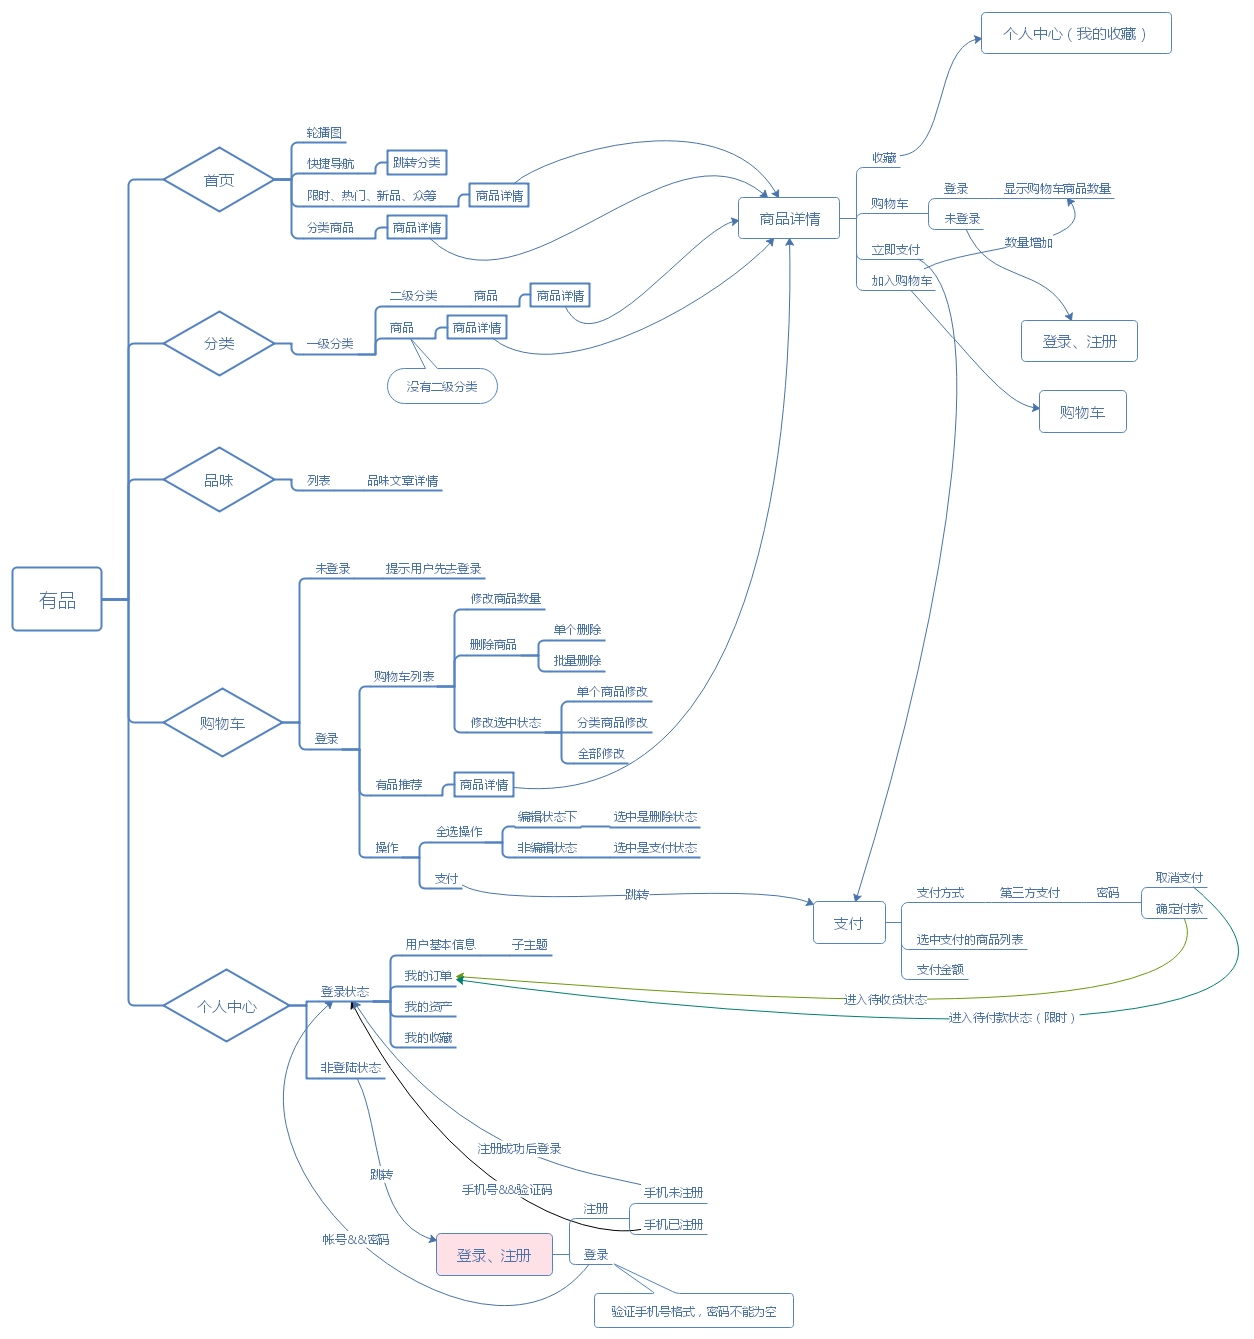 个人中心（我的收藏）
首页
轮播图
快捷导航
跳转分类
限时、热门、新品、众筹
商品详情
分类商品
商品详情
商品详情
收藏
购物车
登录
显示购物车商品数量
未登录
立即支付
数量增加
加入购物车
登录、注册
购物车
分类
一级分类
二级分类
商品
商品详情
商品
商品详情
没有二级分类
品味
列表
品味文章详情
有品
购物车
未登录
提示用户先去登录
登录
购物车列表
修改商品数量
删除商品
单个删除
批量删除
修改选中状态
单个商品修改
分类商品修改
全部修改
有品推荐
商品详情
操作
全选操作
编辑状态下
选中是删除状态
非编辑状态
选中是支付状态
支付
跳转
支付
支付方式
第三方支付
密码
取消支付
确定付款
选中支付的商品列表
支付金额
进入待收货状态
进入待付款状态（限时）
个人中心
登录状态
用户基本信息
子主题
我的订单
我的资产
我的收藏
非登陆状态
跳转
注册成功后登录
手机号&&验证码
帐号&&密码
登录、注册
注册
手机未注册
手机已注册
登录
验证手机号格式，密码不能为空